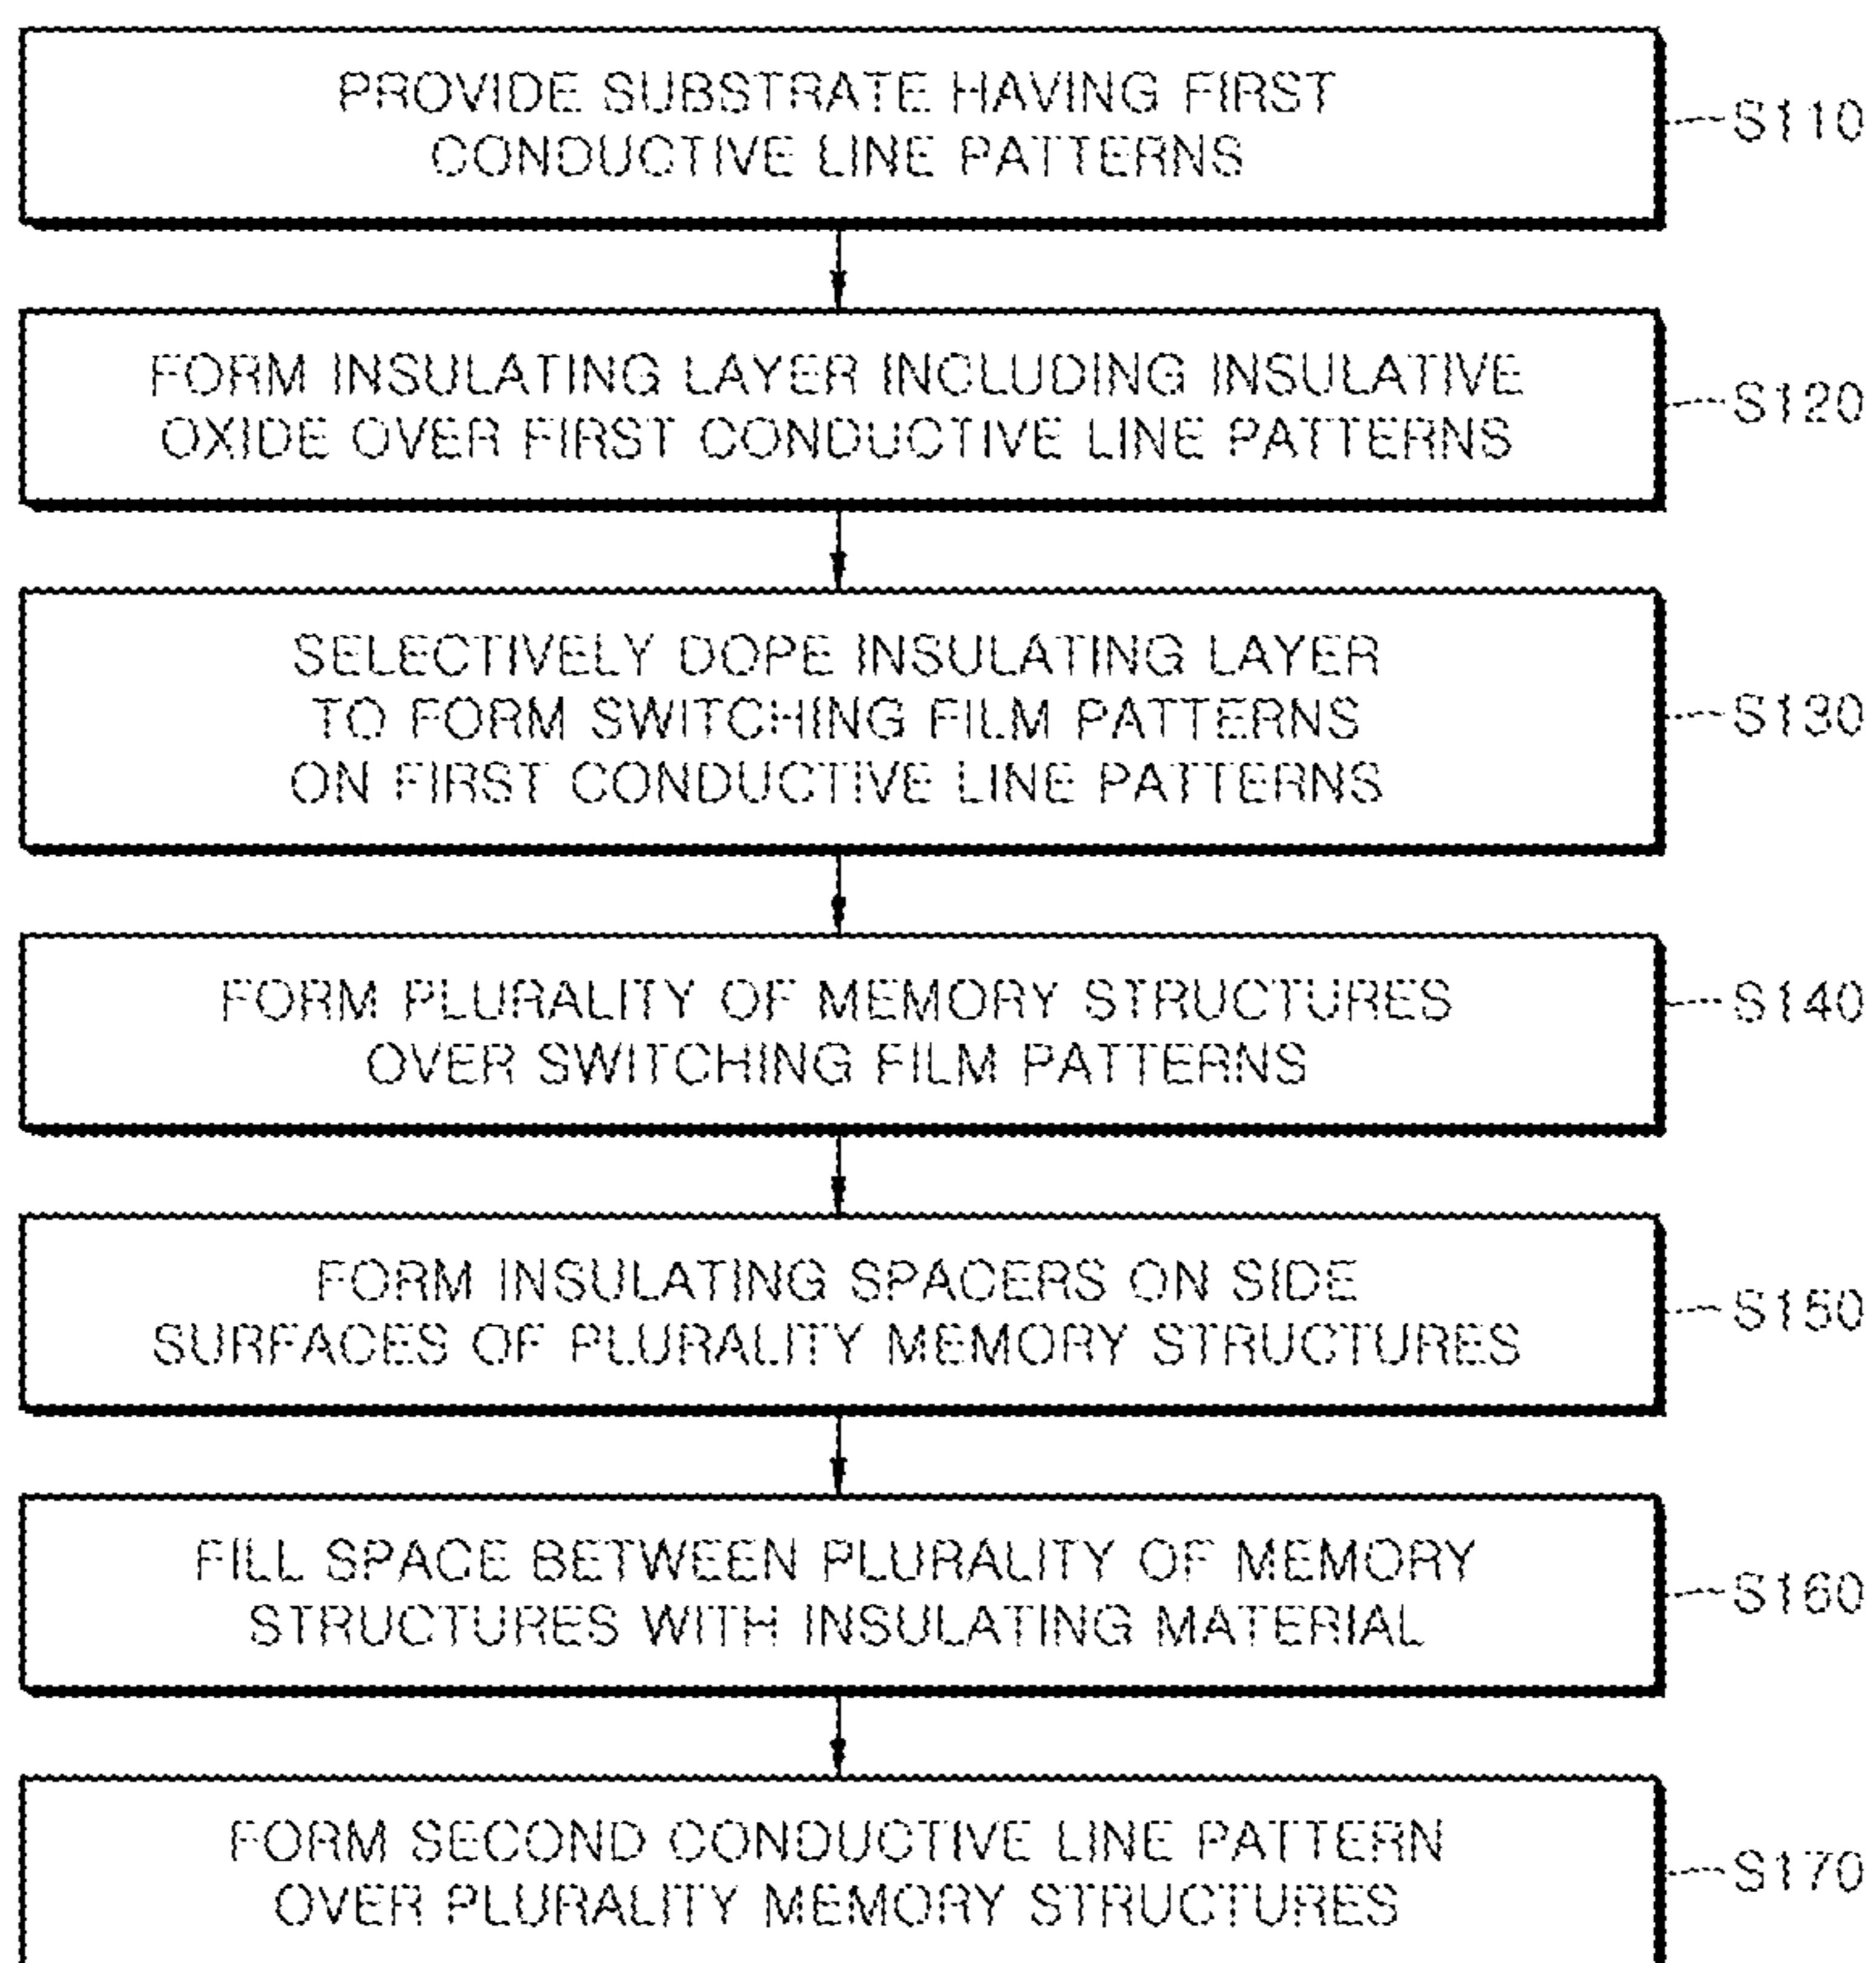 PROVIDE SUBSTRATE HAVING FIRST
CONDUCTIVE LINE PATTERNS
S110
FORM INSULATING LAYER INCLUDING INSULATIVE
OXIDE OVER FIRST CONDUCTIVE LINE PATTERNS
S120
SELECTIVELY DOPE INSULATING LAYER
TO FORM SWITCHING FILM PATTERNS
ON FIRST CONDUCTIVE LINE PATTERNS
S130
FORM PLURALITY OF MEMORY STRUCTURES
OVER SWITCHING FILM PATTERNS
S140
FORM INSULATING SPACERS ON SIDE
SURFACES OF PLURALITY MEMORY STRUCTURES
S150
FILL SPACE BETWEEN PLURALITY OF MEMORY
STRUCTURES WITH INSULATING MATERIAL
S160
FORM SECOND CONDUCTIVE LINE PATTERN
OVER PLURALITY MEMORY STRUCTURES
S170